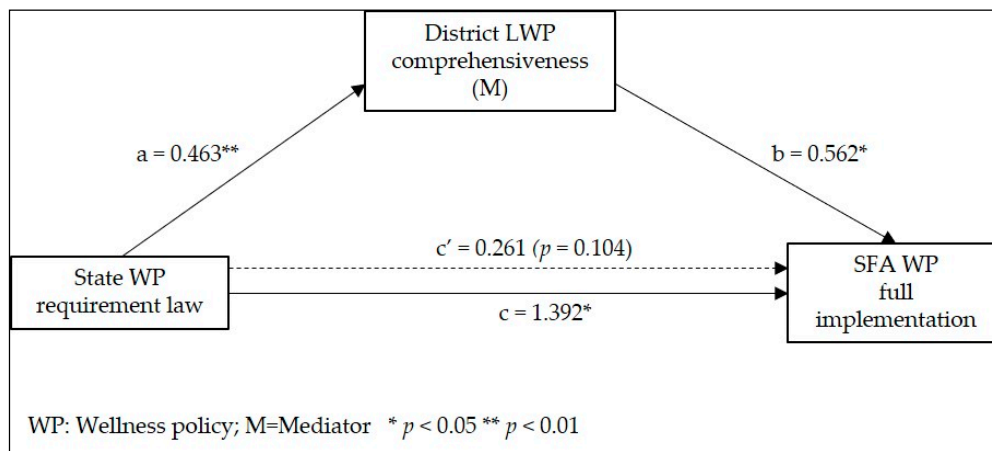 District LWP
comprehensiveness
(M)
a = 0.463**
b = 0.562*
c’ = 0.261 (p = 0.104)
State WP
requirement law
SFA WP
full
implementation
c = 1.392*
WP: Wellness policy; M=Mediator * p < 0.05 ** p < 0.01